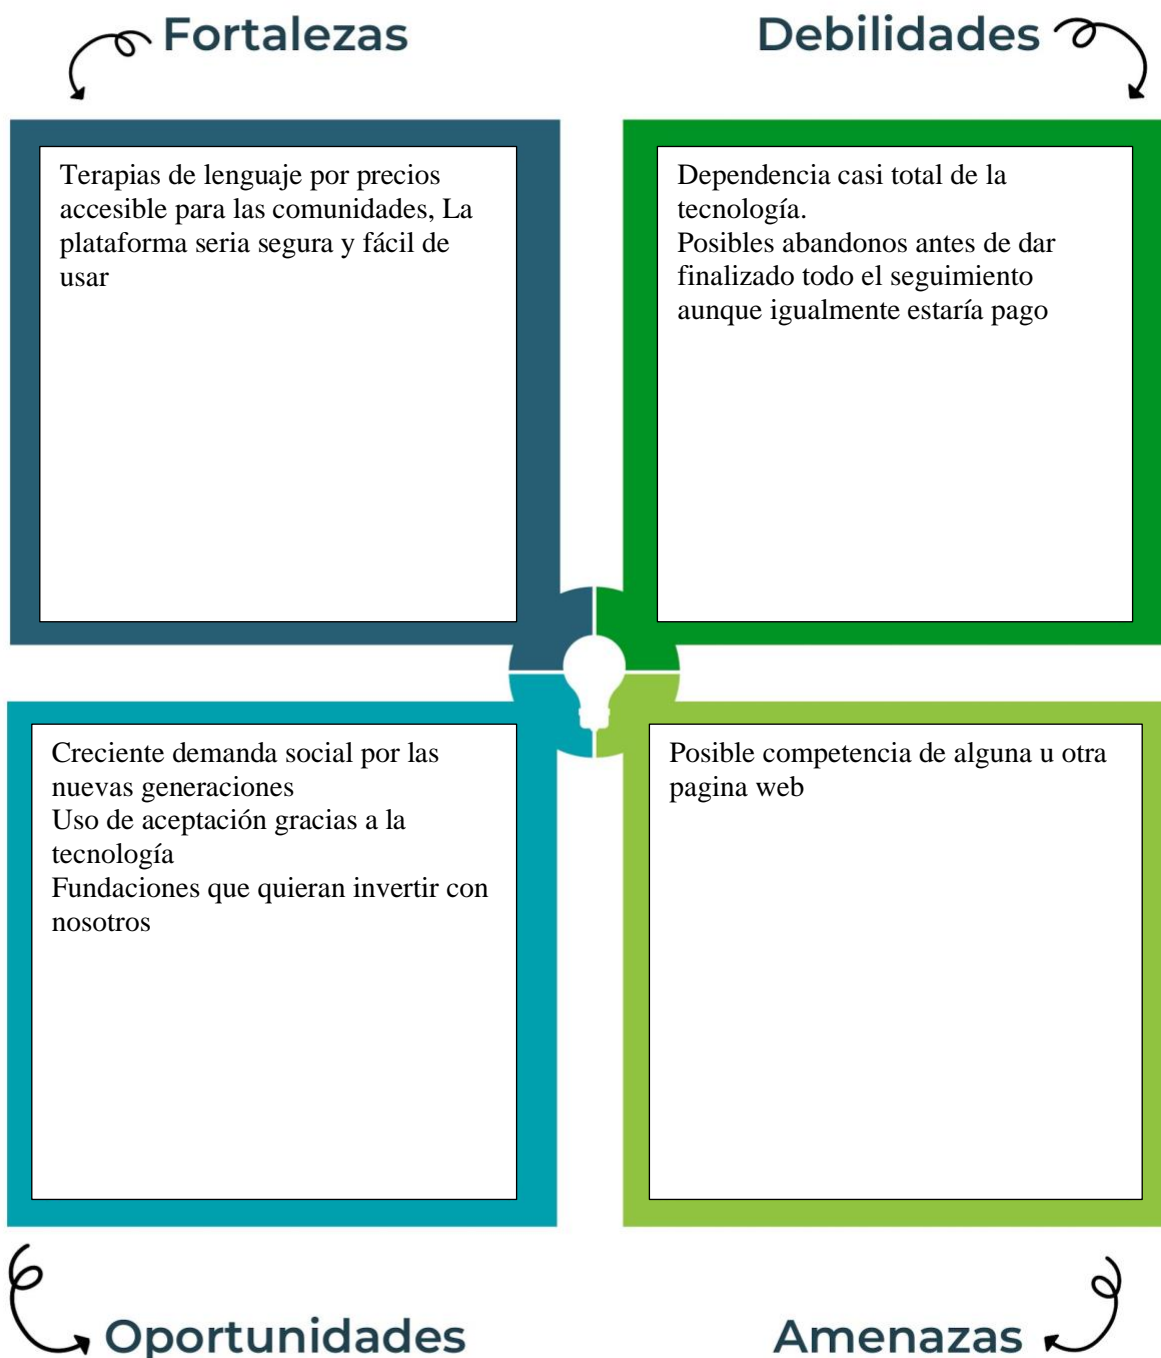 Fortalezas
Debilidades
Terapias de lenguaje por precios
accesible para las comunidades, La
plataforma seria segura y fácil de
usar
Dependencia casi total de la
tecnología.
Posibles abandonos antes de dar
finalizado todo el seguimiento
aunque igualmente estaría pago
Creciente demanda social por las
nuevas generaciones
Uso de aceptación gracias a la
tecnología
Fundaciones que quieran invertir con
nosotros
Posible competencia de alguna u otra
pagina web
Oportunidades
Amenazas